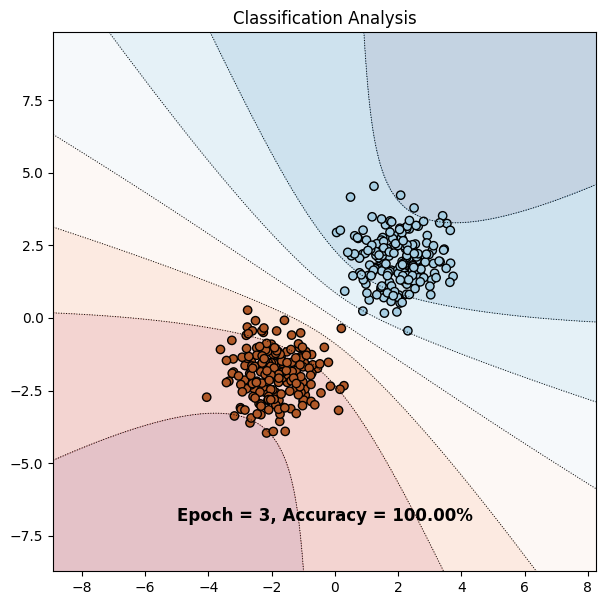 Classification Analysis
7.5
5.0
2.5
0.0
−2.5
−5.0
−7.5
Epoch = 3, Accuracy = 100.00%
−8 −6 −4 −2 0 2 4 6 8